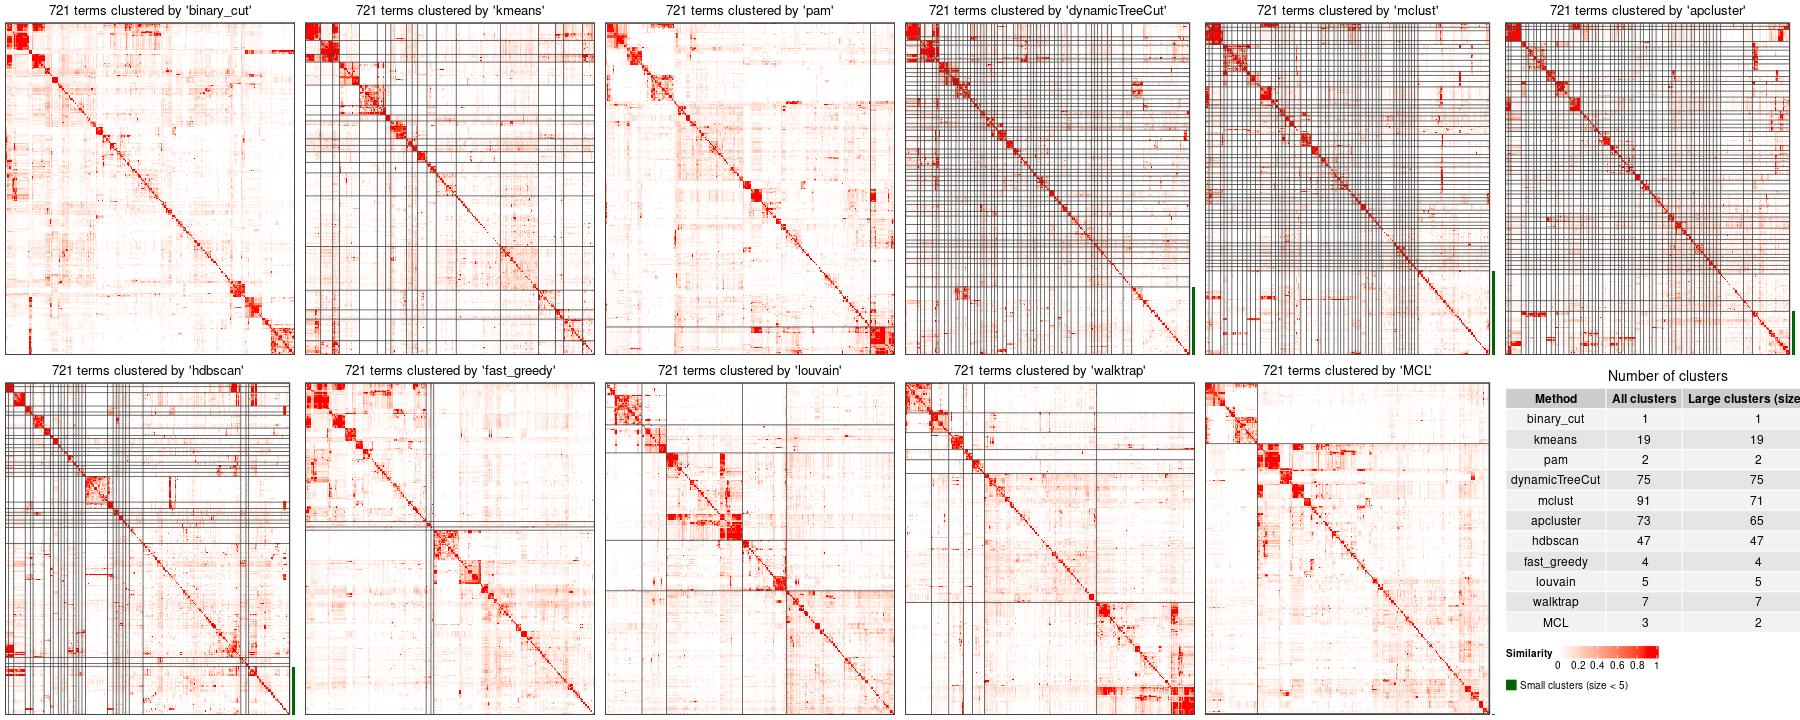 721 terms clustered by 'binary_cut'
721 terms clustered by 'kmeans'
721 terms clustered by 'pam'
721 terms clustered by 'dynamicTreeCut'
721 terms clustered by 'mclust'
721 terms clustered by 'apcluster'
721 terms clustered by 'hdbscan'
721 terms clustered by 'fast_greedy'
721 terms clustered by 'louvain'
721 terms clustered by 'walktrap'
721 terms clustered by 'MCL'
Number of clusters
Method All clusters Large clusters (size
binary_cut 1 1
kmeans 19 19
pam 2 2
dynamicTreeCut 75 75
mclust 91 71
apcluster 73 65
hdbscan 47 47
fast_greedy 4 4
louvain 5 5
walktrap 7 7
MCL 3 2
Similarity
0 0.2 0.4 0.6 0.8 1
Small clusters (size < 5)